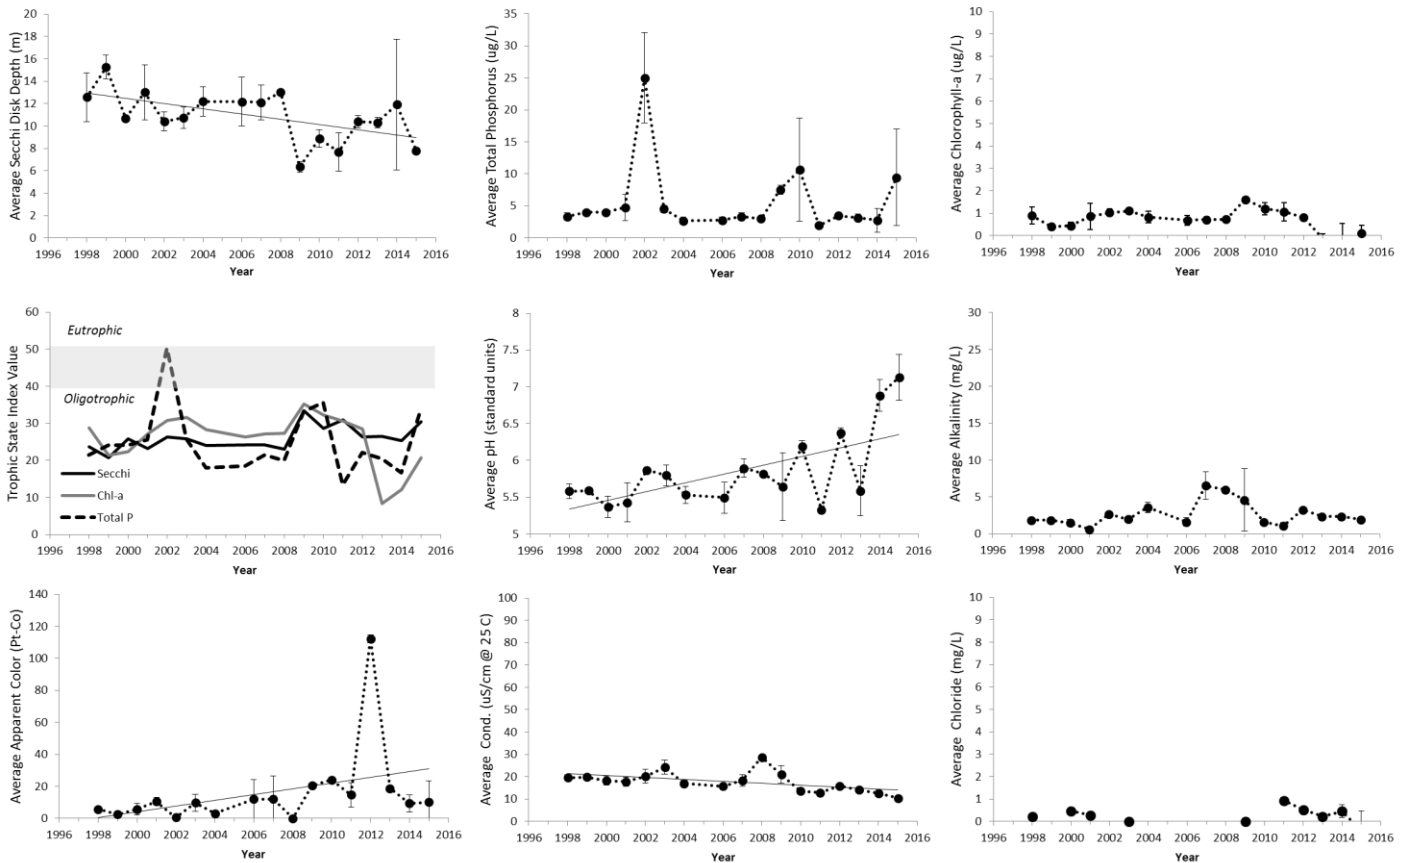 Average Secchi Disk Depth (m)
20
18
16
14
12
10
8
6
4
2
0
1996 1998 2000 2002 2004 2006 2008 2010 2012 2014 2016
Year
Average Total Phosphorus (ug/L)
35
30
25
20
15
10
5
0
1996 1998 2000 2002 2004 2006 2008 2010 2012 2014 2016
Year
Average Chlorophyll-a (ug/L)
10
9
8
7
6
5
4
3
2
1
0
1996 1998 2000 2002 2004 2006 2008 2010 2012 2014 2016
Year
Trophic State Index Value
60
50
40
30
20
10
0
Eutrophic
Oligotrophic
Secchi
Chl-a
Total P
1996 1998 2000 2002 2004 2006 2008 2010 2012 2014 2016
Year
Average pH (standard units)
8
7.5
7
6.5
6
5.5
5
1996 1998 2000 2002 2004 2006 2008 2010 2012 2014 2016
Year
Average Alkalinity (mg/L)
30
25
20
15
10
5
0
1996 1998 2000 2002 2004 2006 2008 2010 2012 2014 2016
Year
Average Apparent Color (Pt-Co)
140
120
100
80
60
40
20
0
1996 1998 2000 2002 2004 2006 2008 2010 2012 2014 2016
Year
Average Cond. (uS/cm @ 25 C)
100
90
80
70
60
50
40
30
20
10
0
1996 1998 2000 2002 2004 2006 2008 2010 2012 2014 2016
Year
Average Chloride (mg/L)
10
9
8
7
6
5
4
3
2
1
0
1996 1998 2000 2002 2004 2006 2008 2010 2012 2014 2016
Year